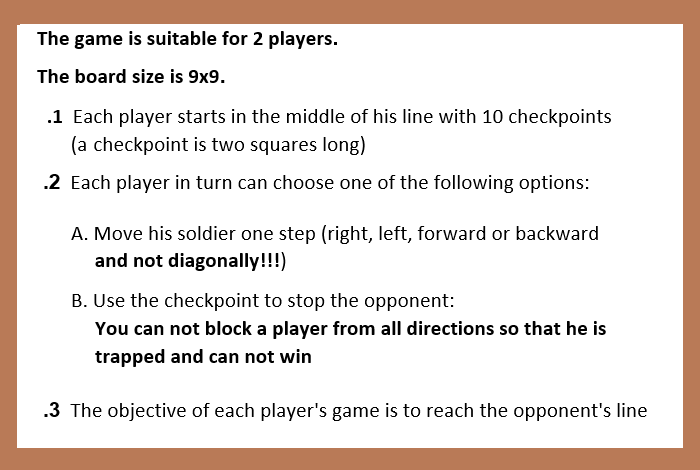 The game is suitable for 2 players.
The board size is 9x9.
.1 Each player starts in the middle of his line with 10 checkpoints
(a checkpoint is two squares long)
.2 Each player in turn can choose one of the following options:
A. Move his soldier one step (right, left, forward or backward
and not diagonally!!!)
B. Use the checkpoint to stop the opponent:
You can not block a player from all directions so that he is
trapped and can not win
.3 The objective of each player's game is to reach the opponent's line